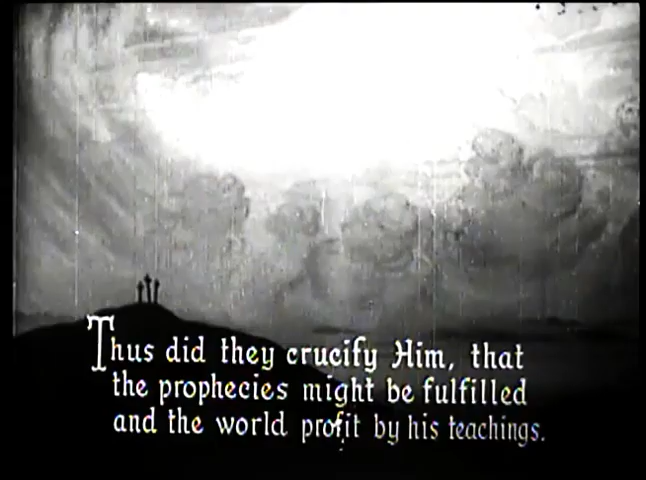 Thus did they crucify Him, that
the prophecies might be fulfilled
and the world profit by his teachings.